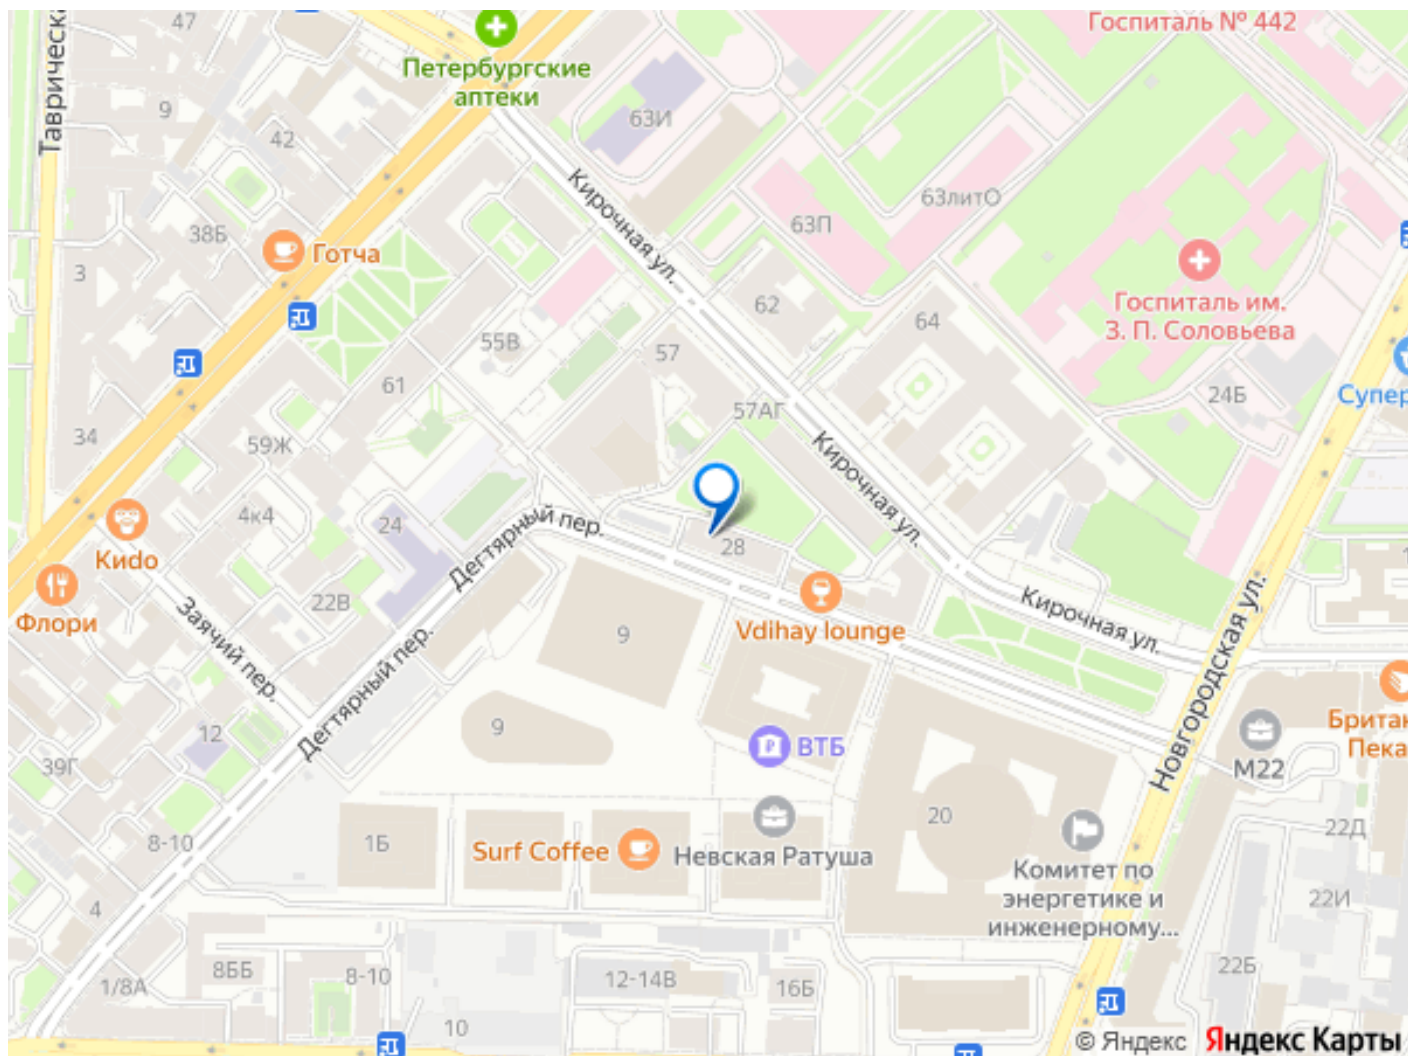 47
Госпиталь № 442
Таврическая
Петербургские
аптеки
9
63И
42
Кирочная ул.
63литО
63П
38Б
Готча
3
Госпиталь им.
З. П. Соловьева
62
64
55В
57
61
24Б
Супер
57АГ
34
59Ж
Кирочная ул.
4к4
24
Дегтярный пер.
28
Кидо
22В
Флори
Заячий пер.
Vdihay lounge
Кирочная ул.
9
Дегтярный пер.
Новгородская ул.
9
12
ВТБ
М22
Британ
Пека
39Г
8-10
1Б
Surf Coffee
Невская Ратуша
20
22Д
Комитет по
энергетике и
инженерному...
22И
4
8ББ
8-10
12-14В
16Б
22Б
1/8А
10
© Яндекс Яндекс Карты